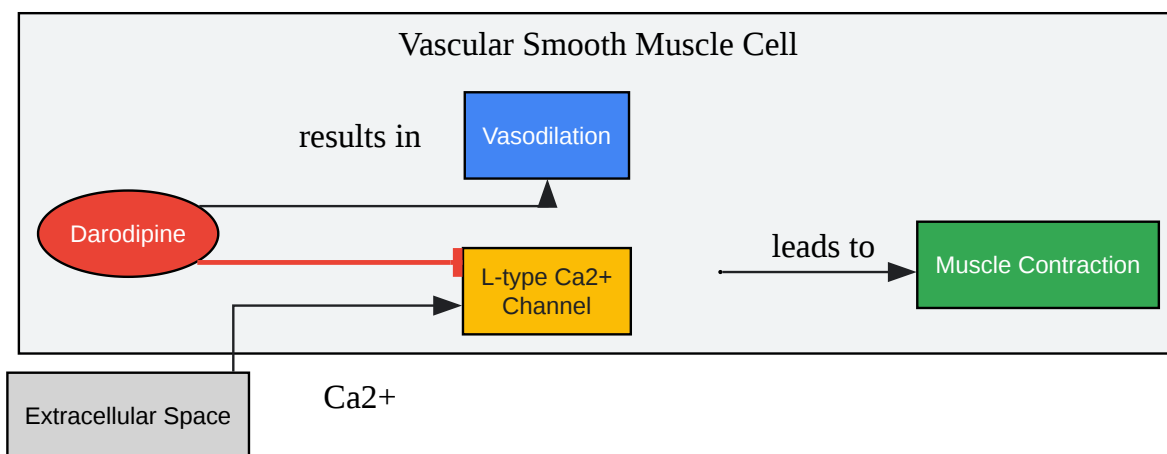 Vascular Smooth Muscle Cell
results in
Vasodilation
Darodipine
L-type Ca2+
Channel
leads to
Muscle Contraction
Extracellular Space
Ca2+